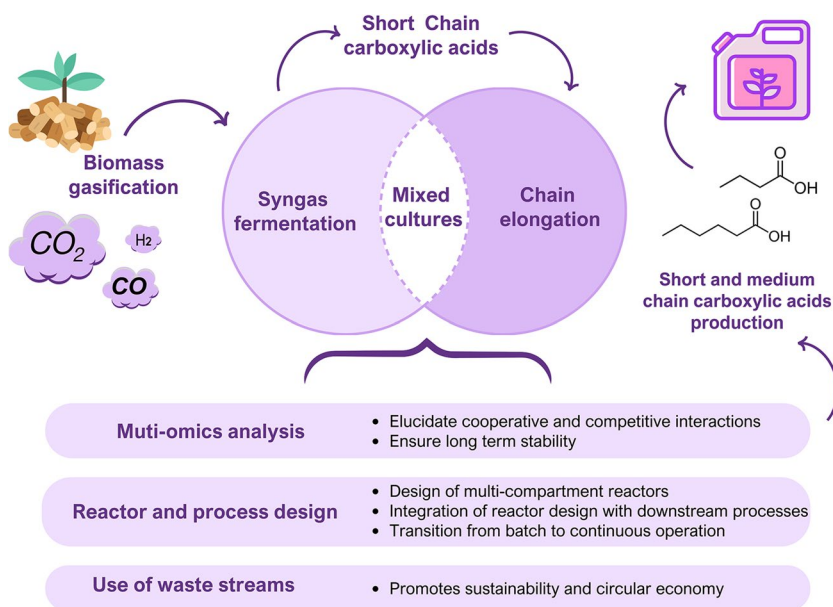 Short Chain
carboxylic acids
Biomass
gasification
CO2
H2
CO
Syngas
fermentation
Mixed
cultures
Chain
elongation
O
OH
O
OH
Short and medium
chain carboxylic acids
production
Muti-omics analysis
• Elucidate cooperative and competitive interactions
• Ensure long term stability
Reactor and process design
• Design of multi-compartment reactors
• Integration of reactor design with downstream processes
• Transition from batch to continuous operation
Use of waste streams
• Promotes sustainability and circular economy